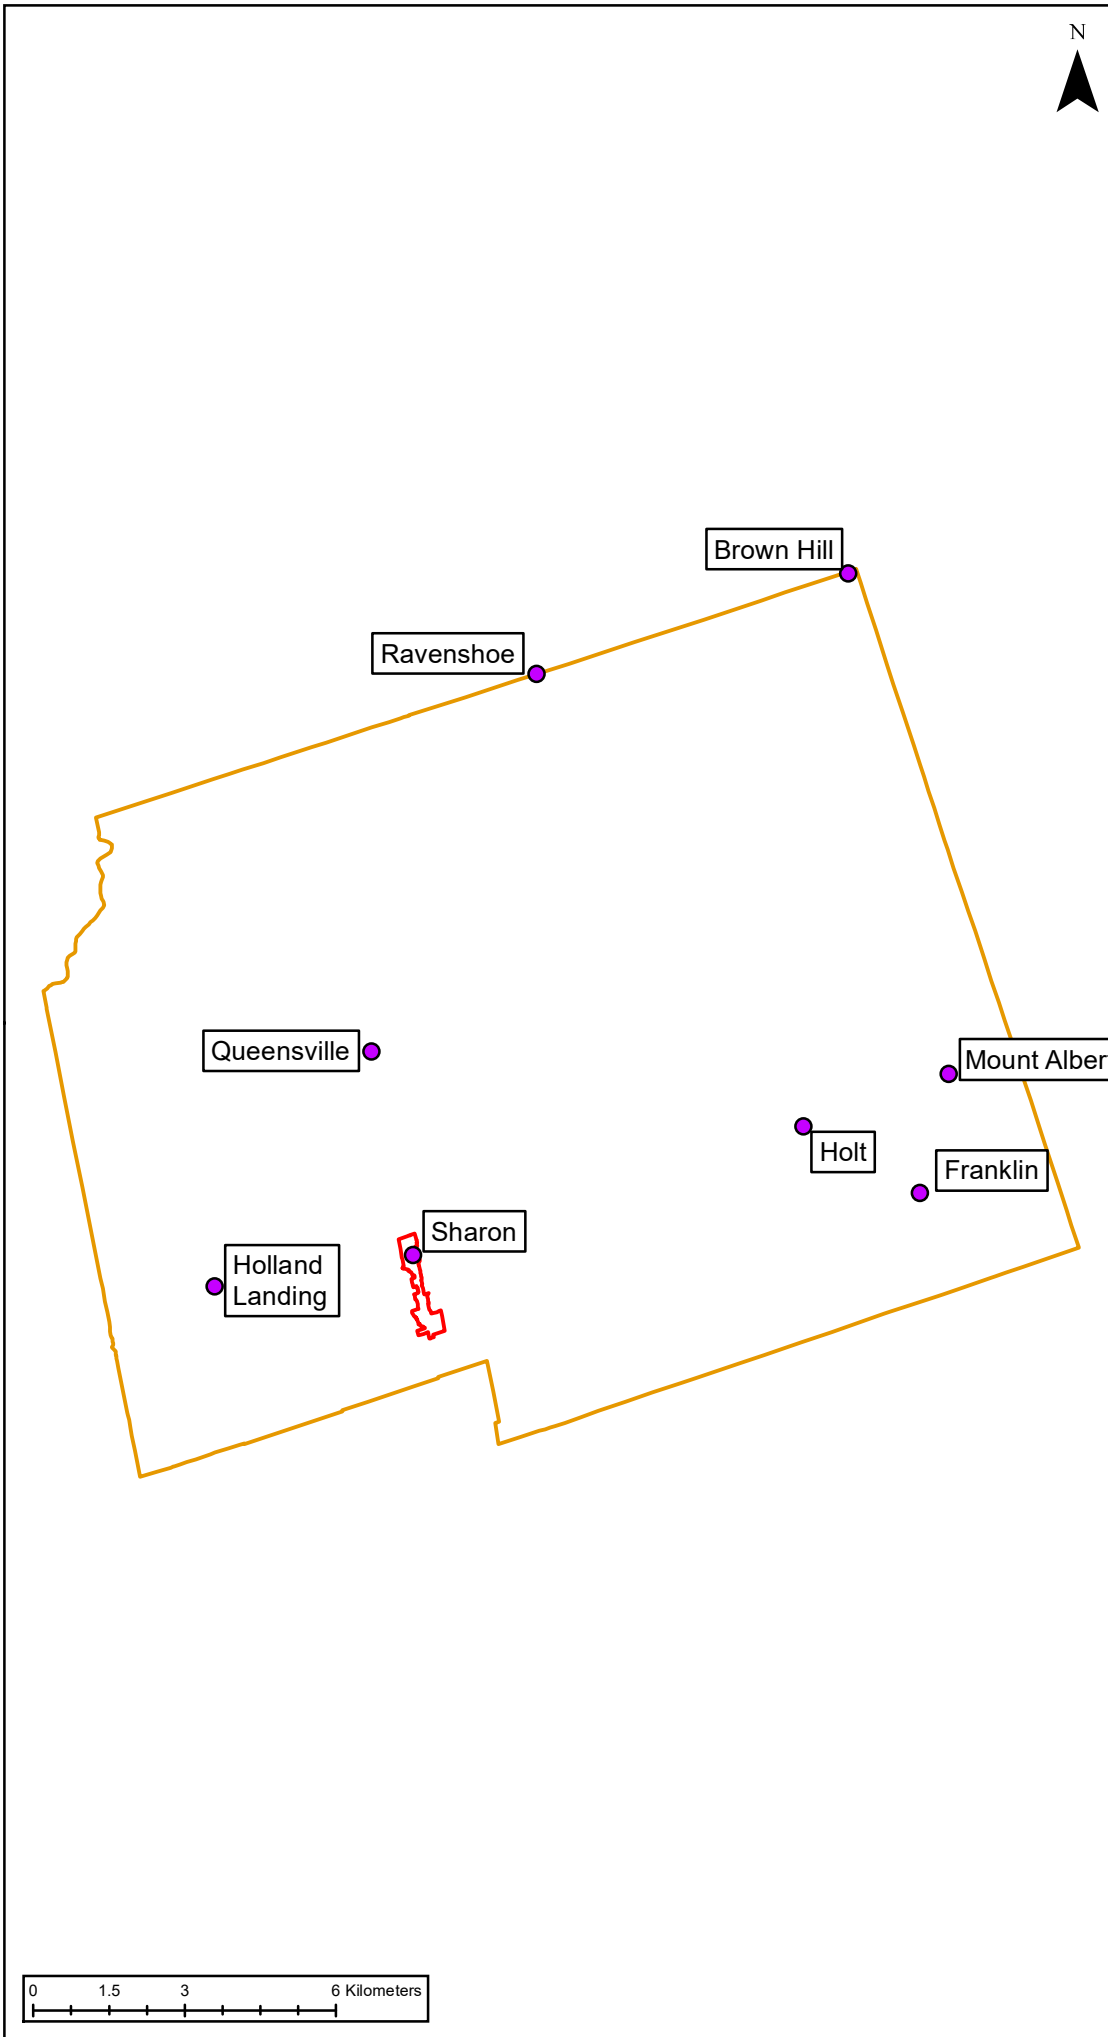 N
Brown Hill
Ravenshoe
Queensville
Mount Alber
Holt
Franklin
Sharon
Holland
Landing
0 1.5 3 6 Kilometers